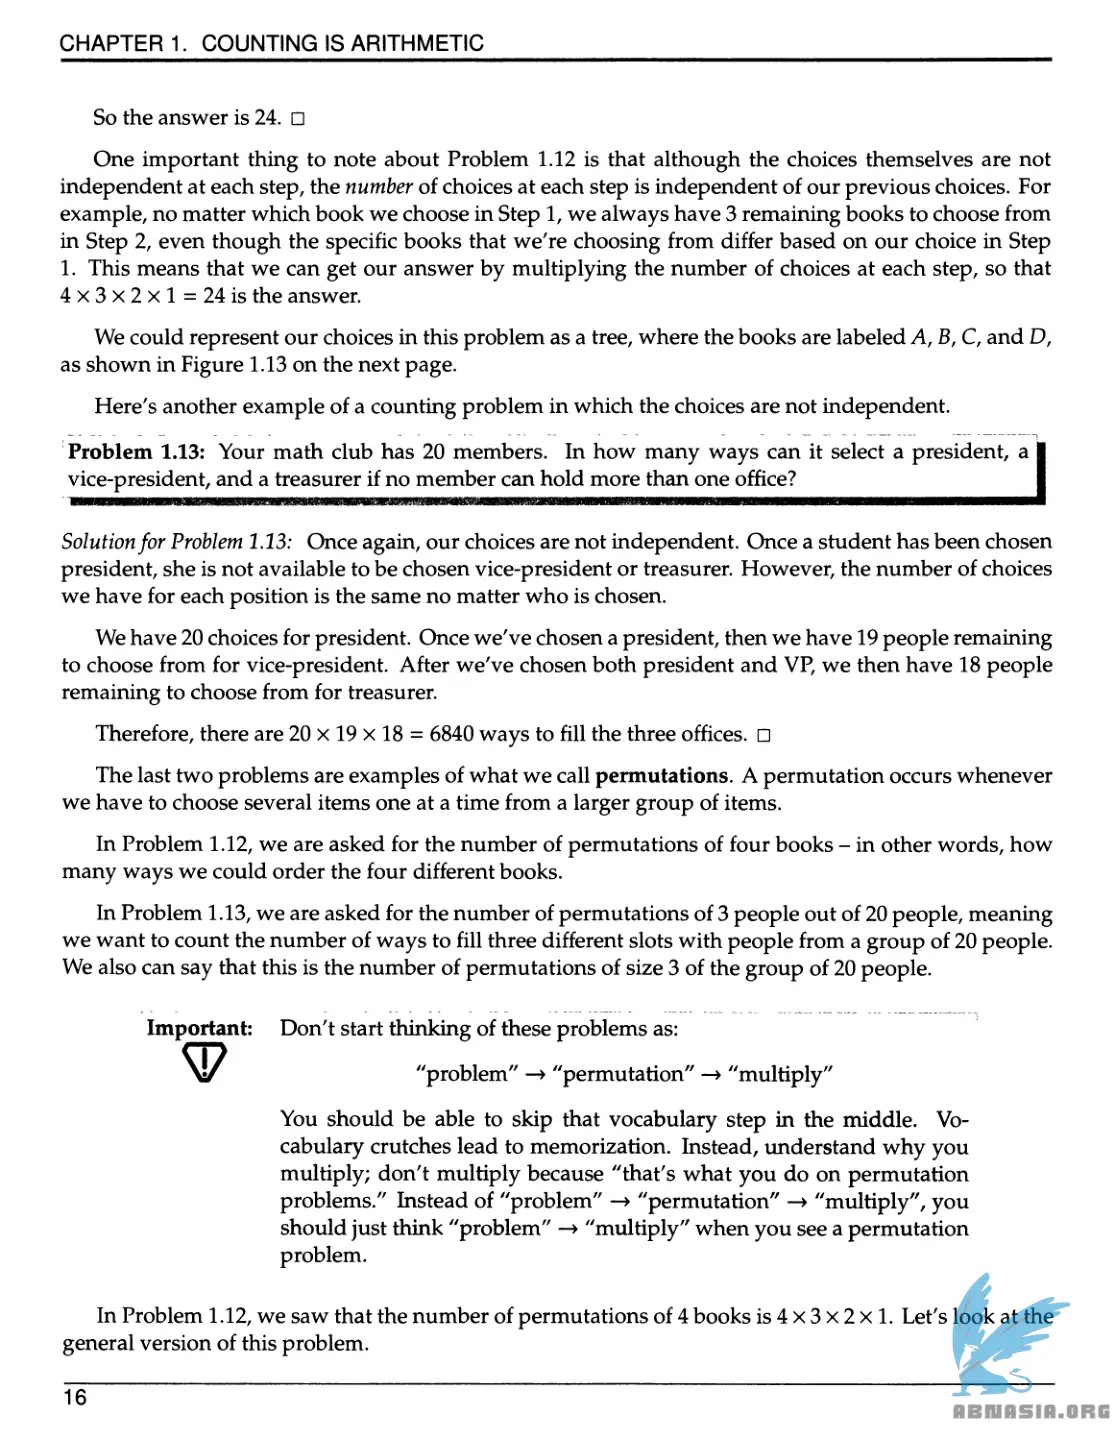 CHAPTER 1. COUNTING IS ARITHMETIC
So the answer is 24. □
One important thing to note about Problem 1.12 is that although the choices themselves are not
independent at each step, the number of choices at each step is independent of our previous choices. For
example, no matter which book we choose in Step 1, we always have 3 remaining books to choose from
in Step 2, even though the specific books that we're choosing from differ based on our choice in Step
1. This means that we can get our answer by multiplying the number of choices at each step, so that
4 × 3 × 2 × 1 = 24 is the answer.
We could represent our choices in this problem as a tree, where the books are labeled A, B, C, and D,
as shown in Figure 1.13 on the next page.
Here's another example of a counting problem in which the choices are not independent.
Problem 1.13: Your math club has 20 members. In how many ways can it select a president, a
vice-president, and a treasurer if no member can hold more than one office?
Solution for Problem 1.13: Once again, our choices are not independent. Once a student has been chosen
president, she is not available to be chosen vice-president or treasurer. However, the number of choices
we have for each position is the same no matter who is chosen.
We have 20 choices for president. Once we've chosen a president, then we have 19 people remaining
to choose from for vice-president. After we've chosen both president and VP, we then have 18 people
remaining to choose from for treasurer.
Therefore, there are 20 × 19 × 18 = 6840 ways to fill the three offices. □
The last two problems are examples of what we call permutations. A permutation occurs whenever
we have to choose several items one at a time from a larger group of items.
In Problem 1.12, we are asked for the number of permutations of four books – in other words, how
many ways we could order the four different books.
In Problem 1.13, we are asked for the number of permutations of 3 people out of 20 people, meaning
we want to count the number of ways to fill three different slots with people from a group of 20 people.
We also can say that this is the number of permutations of size 3 of the group of 20 people.
Important: Don't start thinking of these problems as:
"problem" → "permutation" → "multiply"
You should be able to skip that vocabulary step in the middle. Vo-
cabulary crutches lead to memorization. Instead, understand why you
multiply; don't multiply because "that's what you do on permutation
problems." Instead of "problem" → "permutation" → "multiply", you
should just think "problem" → "multiply" when you see a permutation
problem.
In Problem 1.12, we saw that the number of permutations of 4 books is 4 × 3 × 2 × 1. Let's look at the
general version of this problem.
16
ABNASIA.ORG